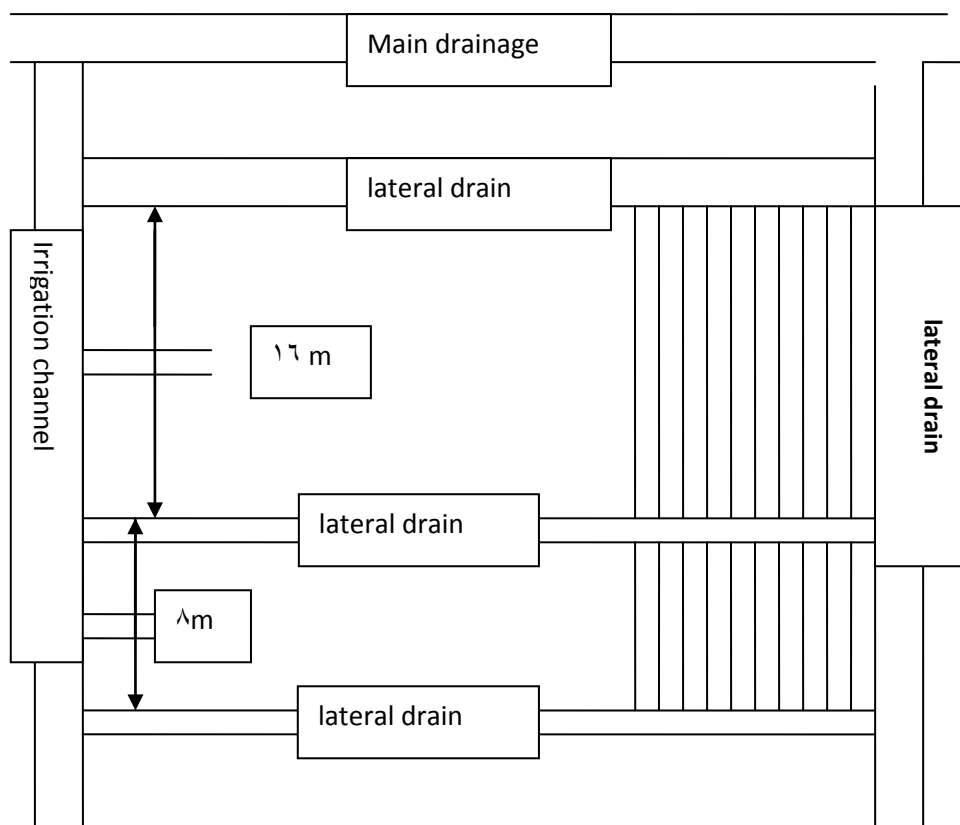 Main drainage
lateral drain
Irrigation channel
lateral drain
١٦ m
lateral drain
٨m
lateral drain